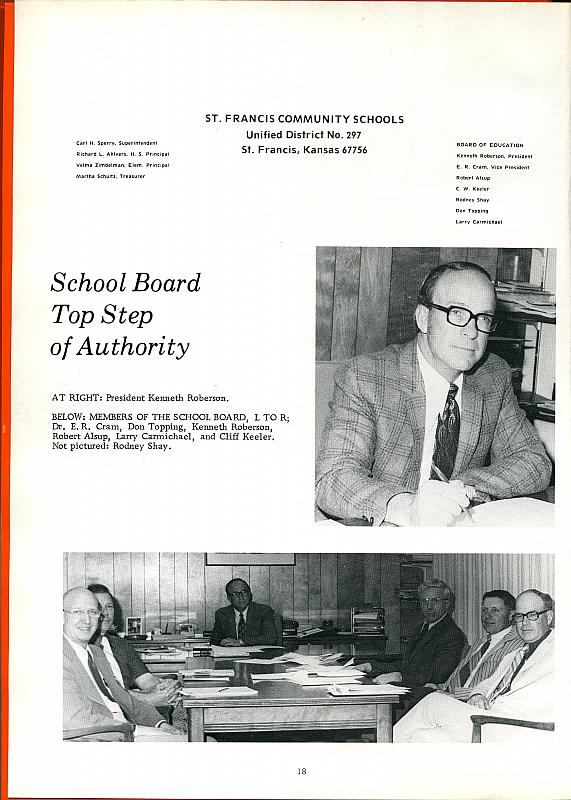 ST. FRANCIS COMMUNITY SCHOOLS
Unified District No. 297
St. Francis, Kansas 67756
Carl H. Sperry, Superintendent
Richard L. Ahlvers, H. S. Principal
Velma Zimbelman, Elem. Principal
Martha Schultz, Treasurer
BOARD OF EDUCATION
Kenneth Roberson, President
E. R. Cram, Vice President
Robert Alsup
C. W. Keeler
Rodney Shay
Don Topping
Larry Carmichael
School Board
Top Step
of Authority
AT RIGHT: President Kenneth Roberson.
BELOW: MEMBERS OF THE SCHOOL BOARD, L TO R;
Dr. E. R. Cram, Don Topping, Kenneth Roberson,
Robert Alsup, Larry Carmichael, and Cliff Keeler.
Not pictured: Rodney Shay.
18